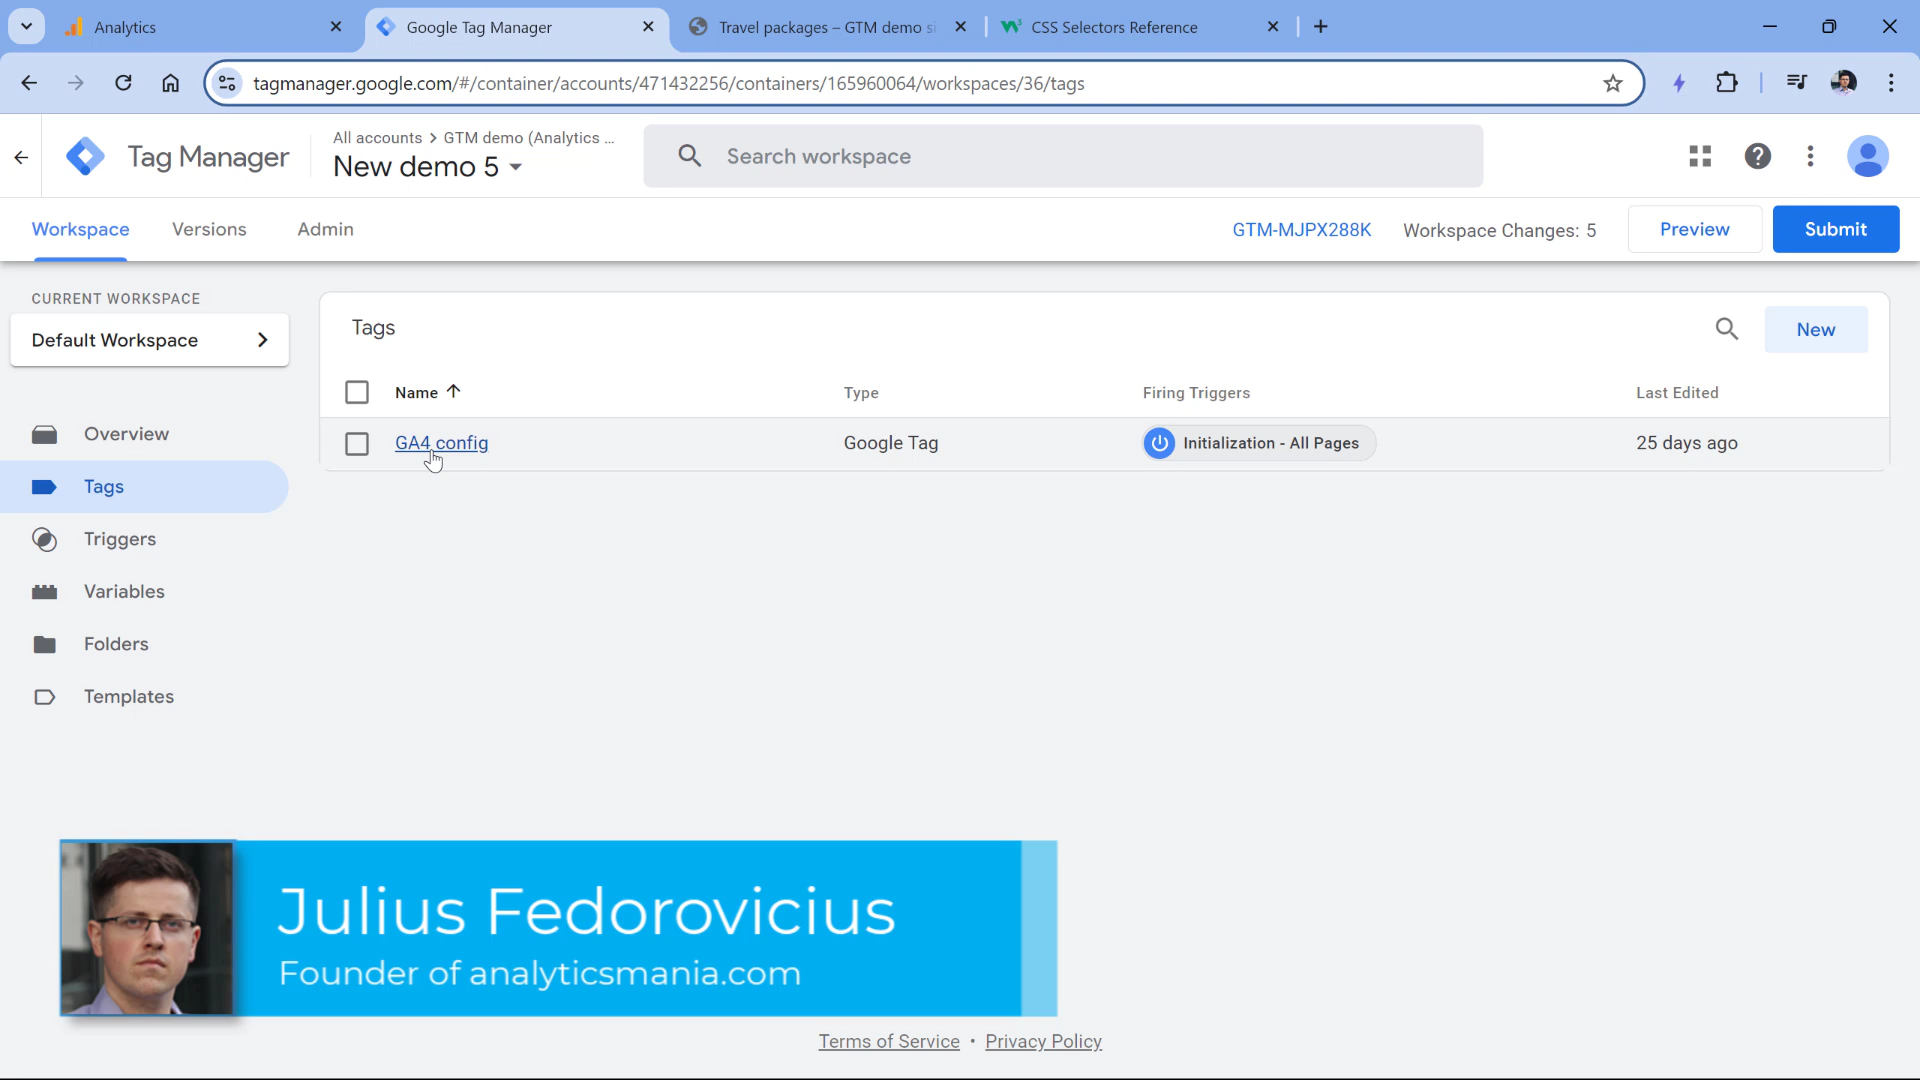 Analytics
Google Tag Manager
Travel packages – GTM demo si
CSS Selectors Reference
tagmanager.google.com/#/container/accounts/471432256/containers/165960064/workspaces/36/tags
Tag Manager
All accounts > GTM demo (Analytics ...
New demo 5
Search workspace
Workspace
Versions
Admin
GTM-MJPX288K
Workspace Changes: 5
Preview
Submit
CURRENT WORKSPACE
Default Workspace
Overview
Tags
Triggers
Variables
Folders
Templates
Tags
New
Name
Type
Firing Triggers
Last Edited
GA4 config
Google Tag
Initialization - All Pages
25 days ago
Julius Fedorovicius
Founder of analyticsmania.com
Terms of Service • Privacy Policy